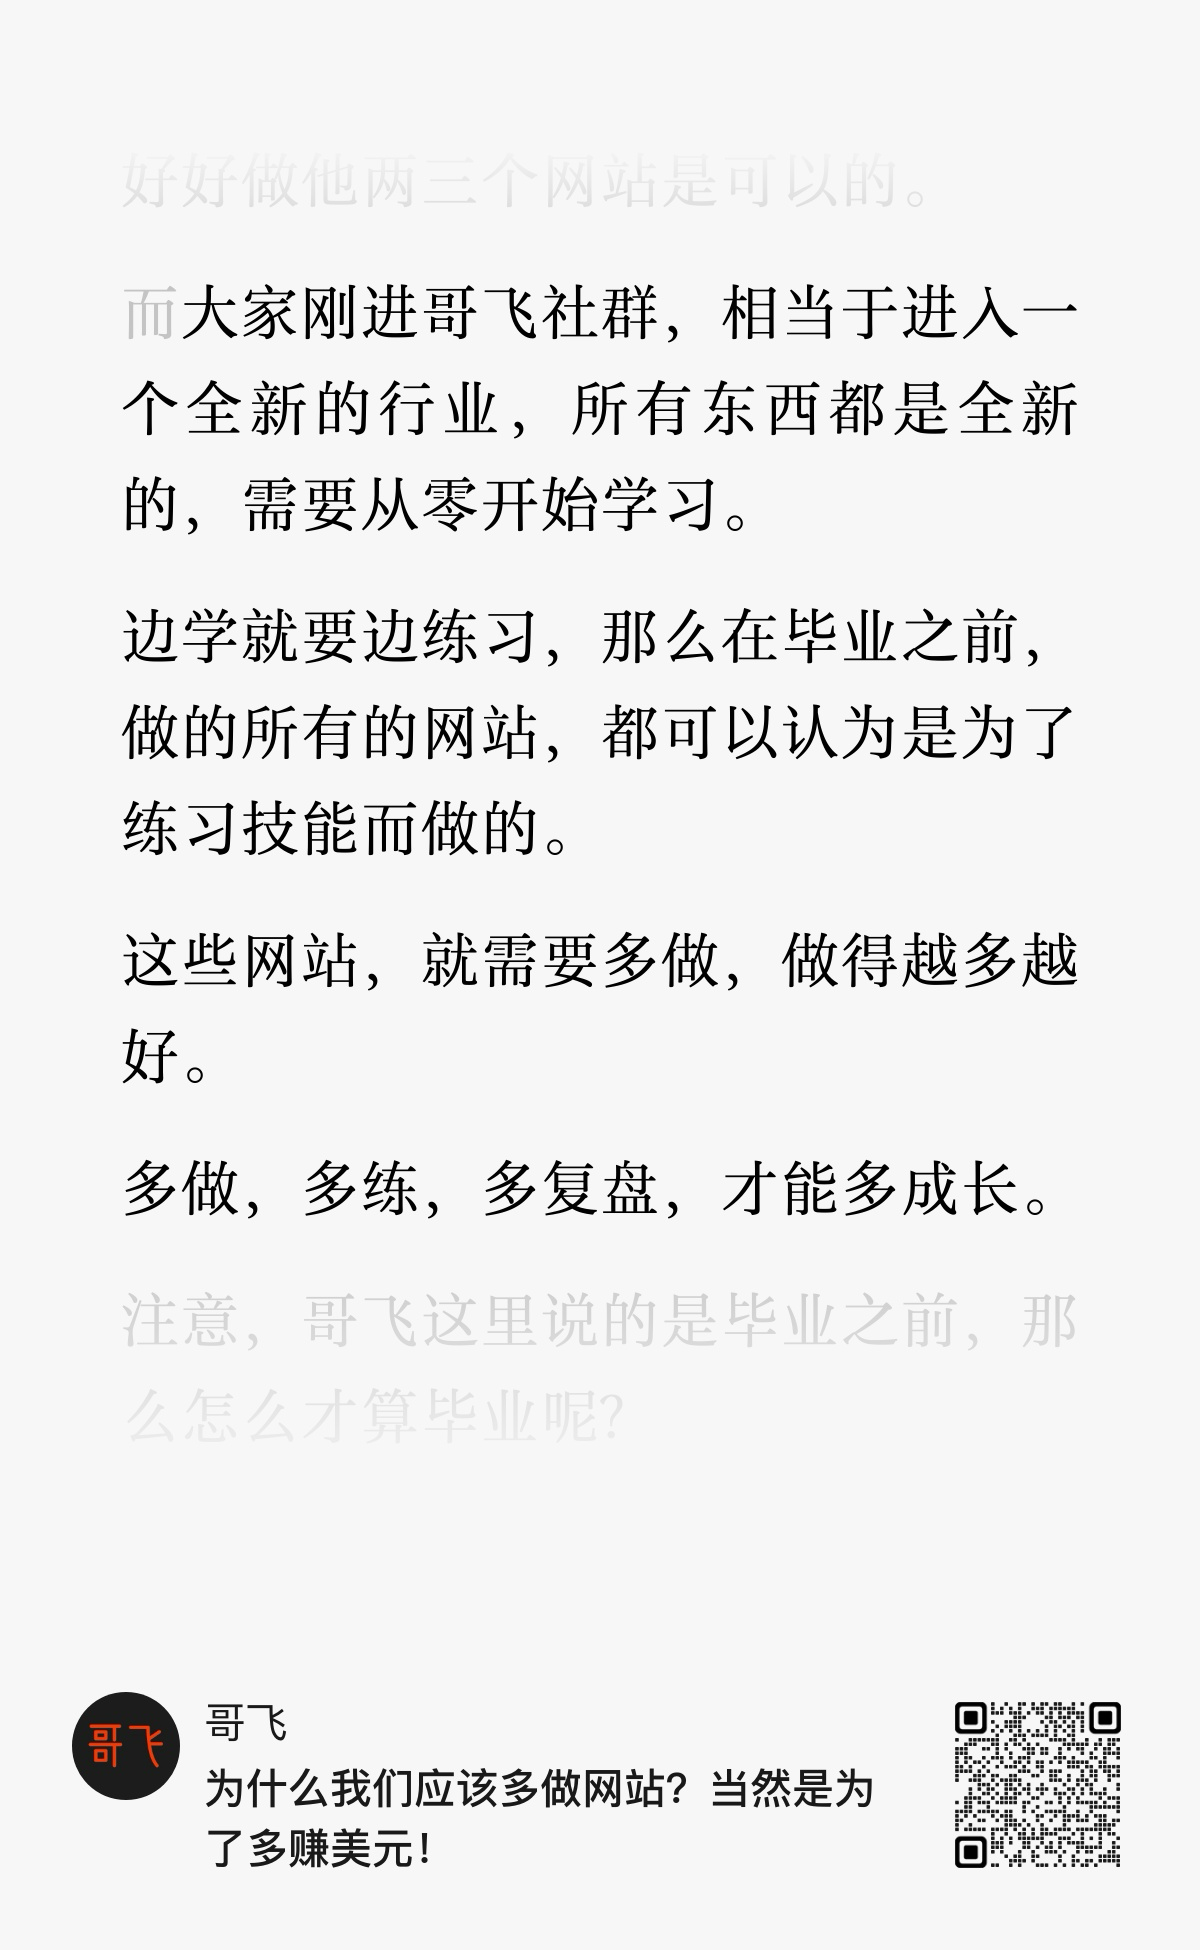 好好做他两三个网站是可以的。
而大家刚进哥飞社群，相当于进入一
个全新的行业，所有东西都是全新
的，需要从零开始学习。
边学就要边练习，那么在毕业之前，
做的所有的网站，都可以认为是为了
练习技能而做的。
这些网站，就需要多做，做得越多越
好。
多做，多练，多复盘，才能多成长。
注意，哥飞这里说的是毕业之前，那
么怎么才算毕业呢？
哥飞
哥飞
为什么我们应该多做网站？当然是为
了多赚美元！